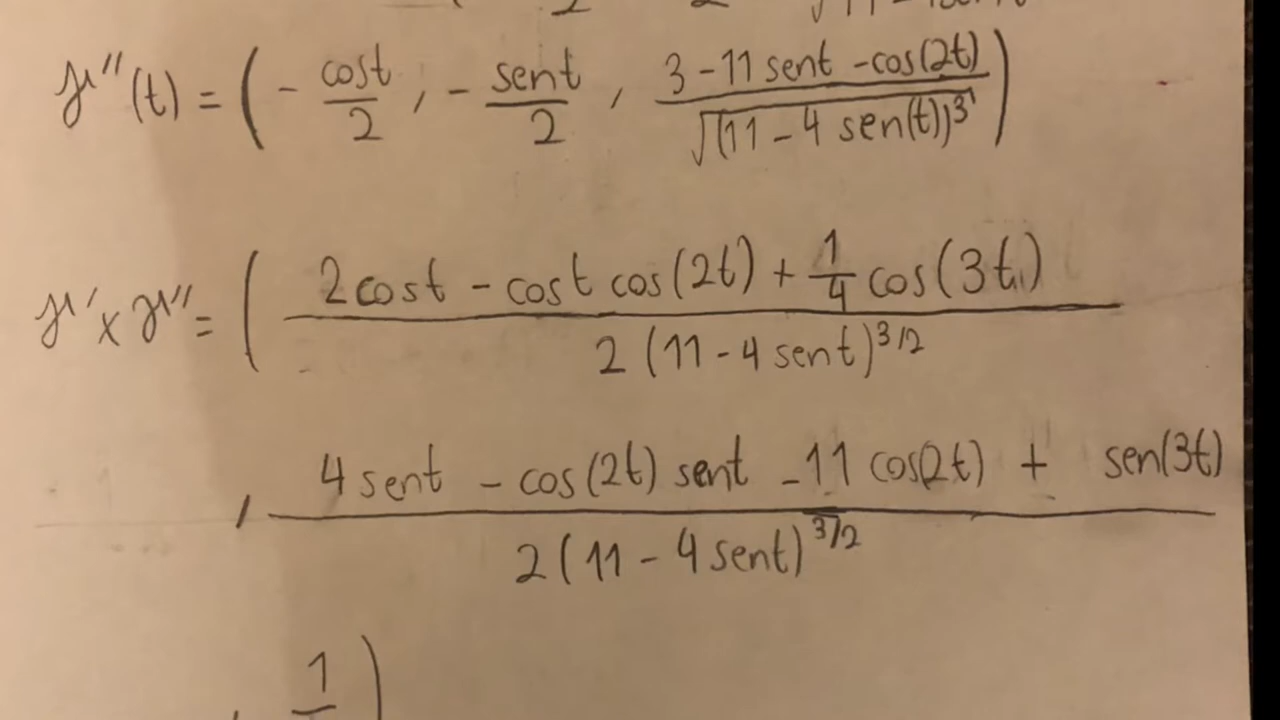 γ''(t) = ( - cost/2 , - sent/2 , (3 - 11 sent - cos(2t))/√((11 - 4 sen(t))³) )
γ' x γ'' = ( (2cost - cost cos(2t) + 1/4 cos(3t))/(2(11 - 4 sent)^3/2)
, (4 sent - cos(2t) sent - 11 cos(2t) + sen(3t))/(2(11 - 4 sent)^3/2)
, 1/ )